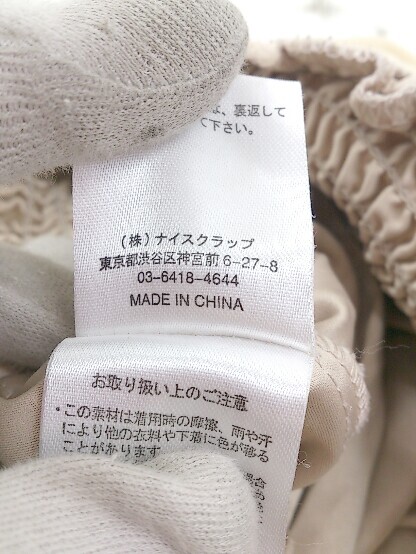 は、裏返して
て下さい。
(株)ナイスクラップ
東京都渋谷区神宮前6-27-8
03-6418-4644
MADE IN CHINA
お取り扱い上のご注意
・この素材は着用時の摩擦、雨や汗
により他の衣料や下着に色が移る
ことがあります